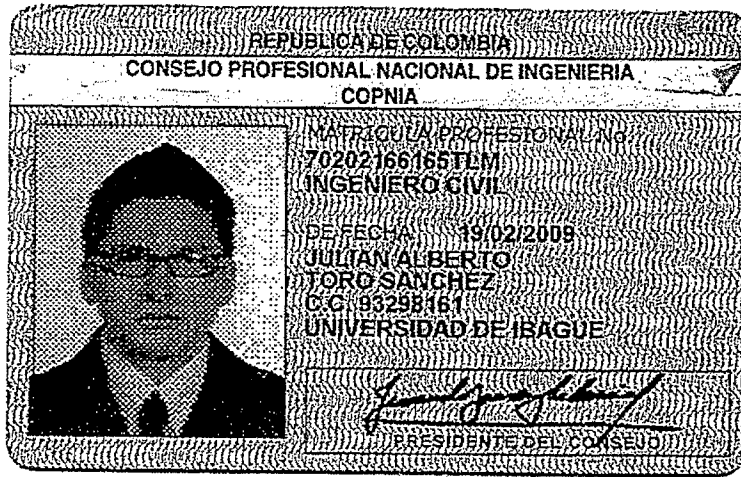 REPUBLICA DE COLOMBIA
CONSEJO PROFESIONAL NACIONAL DE INGENIERIA
COPNIA
MATRICULA PROFESIONAL No.
70202166165TLM
INGENIERO CIVIL
DE FECHA 19/02/2009
JULIAN ALBERTO
TORO SANCHEZ
C.C. 93298161
UNIVERSIDAD DE IBAGUE
PRESIDENTE DEL CONSEJO